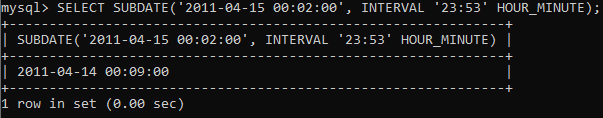 mysql> SELECT SUBDATE('2011-04-15 00:02:00', INTERVAL '23:53' HOUR_MINUTE);
+----------------------------------------------------------+
| SUBDATE('2011-04-15 00:02:00', INTERVAL '23:53' HOUR_MINUTE) |
+----------------------------------------------------------+
| 2011-04-14 00:09:00 |
+----------------------------------------------------------+
1 row in set (0.00 sec)